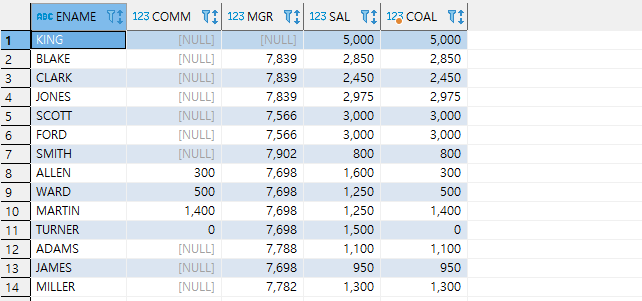 ABC ENAME 123 COMM 123 MGR 123 SAL 123 COAL
1 KING [NULL] [NULL] 5,000 5,000
2 BLAKE [NULL] 7,839 2,850 2,850
3 CLARK [NULL] 7,839 2,450 2,450
4 JONES [NULL] 7,839 2,975 2,975
5 SCOTT [NULL] 7,566 3,000 3,000
6 FORD [NULL] 7,566 3,000 3,000
7 SMITH [NULL] 7,902 800 800
8 ALLEN 300 7,698 1,600 300
9 WARD 500 7,698 1,250 500
10 MARTIN 1,400 7,698 1,250 1,400
11 TURNER 0 7,698 1,500 0
12 ADAMS [NULL] 7,788 1,100 1,100
13 JAMES [NULL] 7,698 950 950
14 MILLER [NULL] 7,782 1,300 1,300